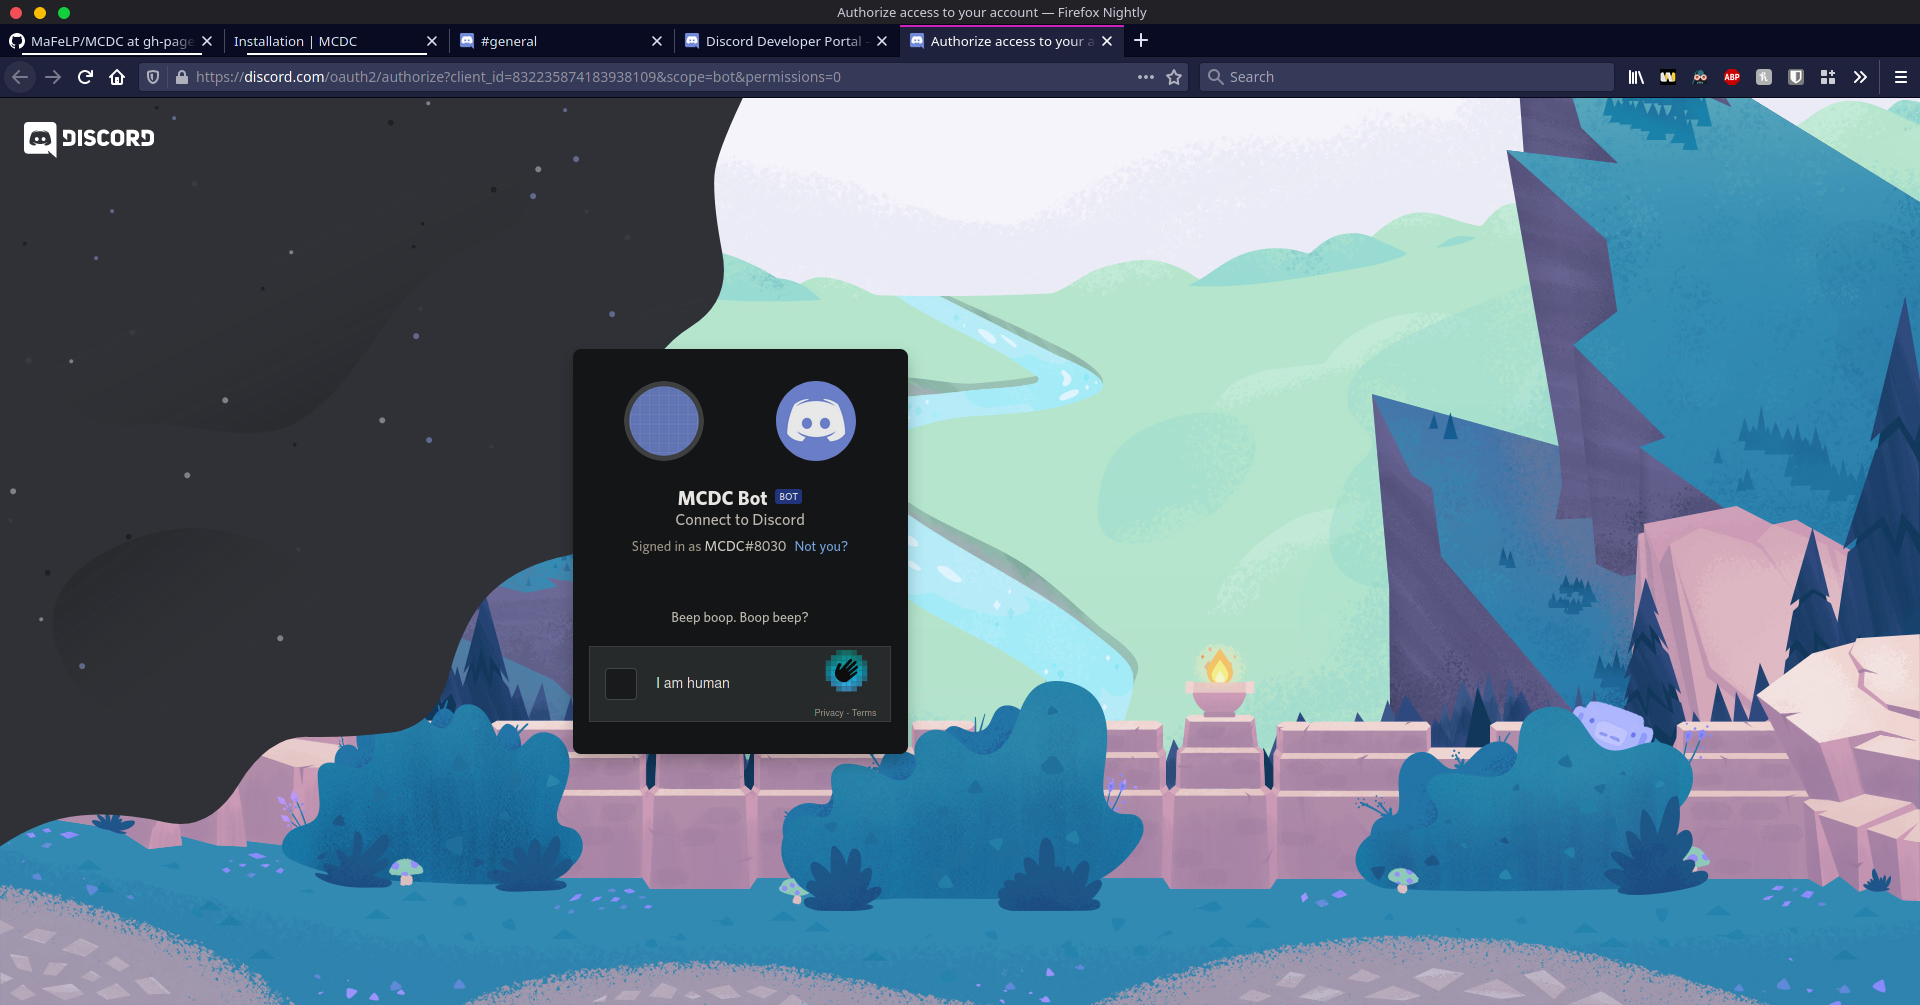 Authorize access to your account — Firefox Nightly
MaFeLP/MCDC at gh-page
Installation | MCDC
#general
Discord Developer Portal
Authorize access to your a
https://discord.com/oauth2/authorize?client_id=832235874183938109&scope=bot&permissions=0
Search
ABP
DISCORD
MCDC Bot BOT
Connect to Discord
Signed in as MCDC#8030 Not you?
Beep boop. Boop beep?
I am human
Privacy - Terms